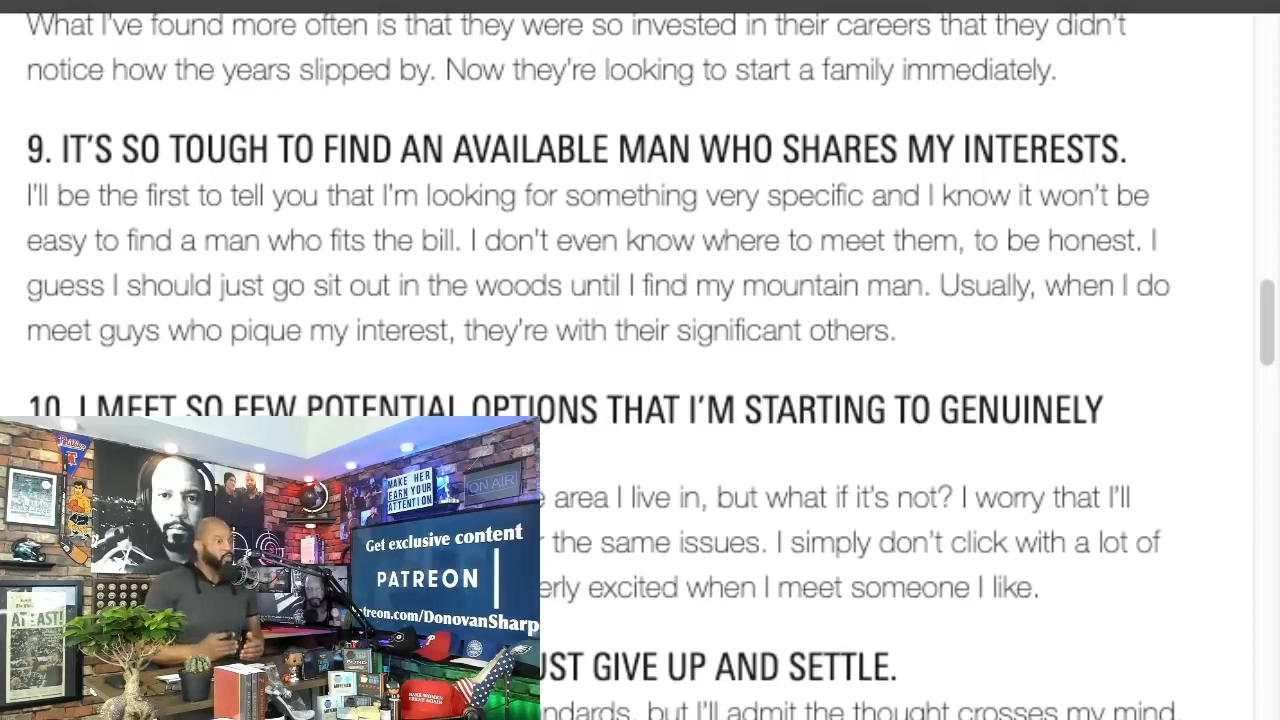 What I've found more often is that they were so invested in their careers that they didn't
notice how the years slipped by. Now they're looking to start a family immediately.
9. IT'S SO TOUGH TO FIND AN AVAILABLE MAN WHO SHARES MY INTERESTS.
I'll be the first to tell you that I'm looking for something very specific and I know it won't be
easy to find a man who fits the bill. I don't even know where to meet them, to be honest. I
guess I should just go sit out in the woods until I find my mountain man. Usually, when I do
meet guys who pique my interest, they're with their significant others.
10. I MEET SO FEW POTENTIAL OPTIONS THAT I'M STARTING TO GENUINELY
area I live in, but what if it's not? I worry that I'll
the same issues. I simply don't click with a lot of
erly excited when I meet someone I like.
UST GIVE UP AND SETTLE.
ndards, but I'll admit the thought crosses my mind.
MAKE HER
EARN YOUR
ATTENTION
ON AIR
Get exclusive content
PATREON
treon.com/DonovanSharp
Phillies
AT LAST!
MAKE WOMEN
GREAT AGAIN